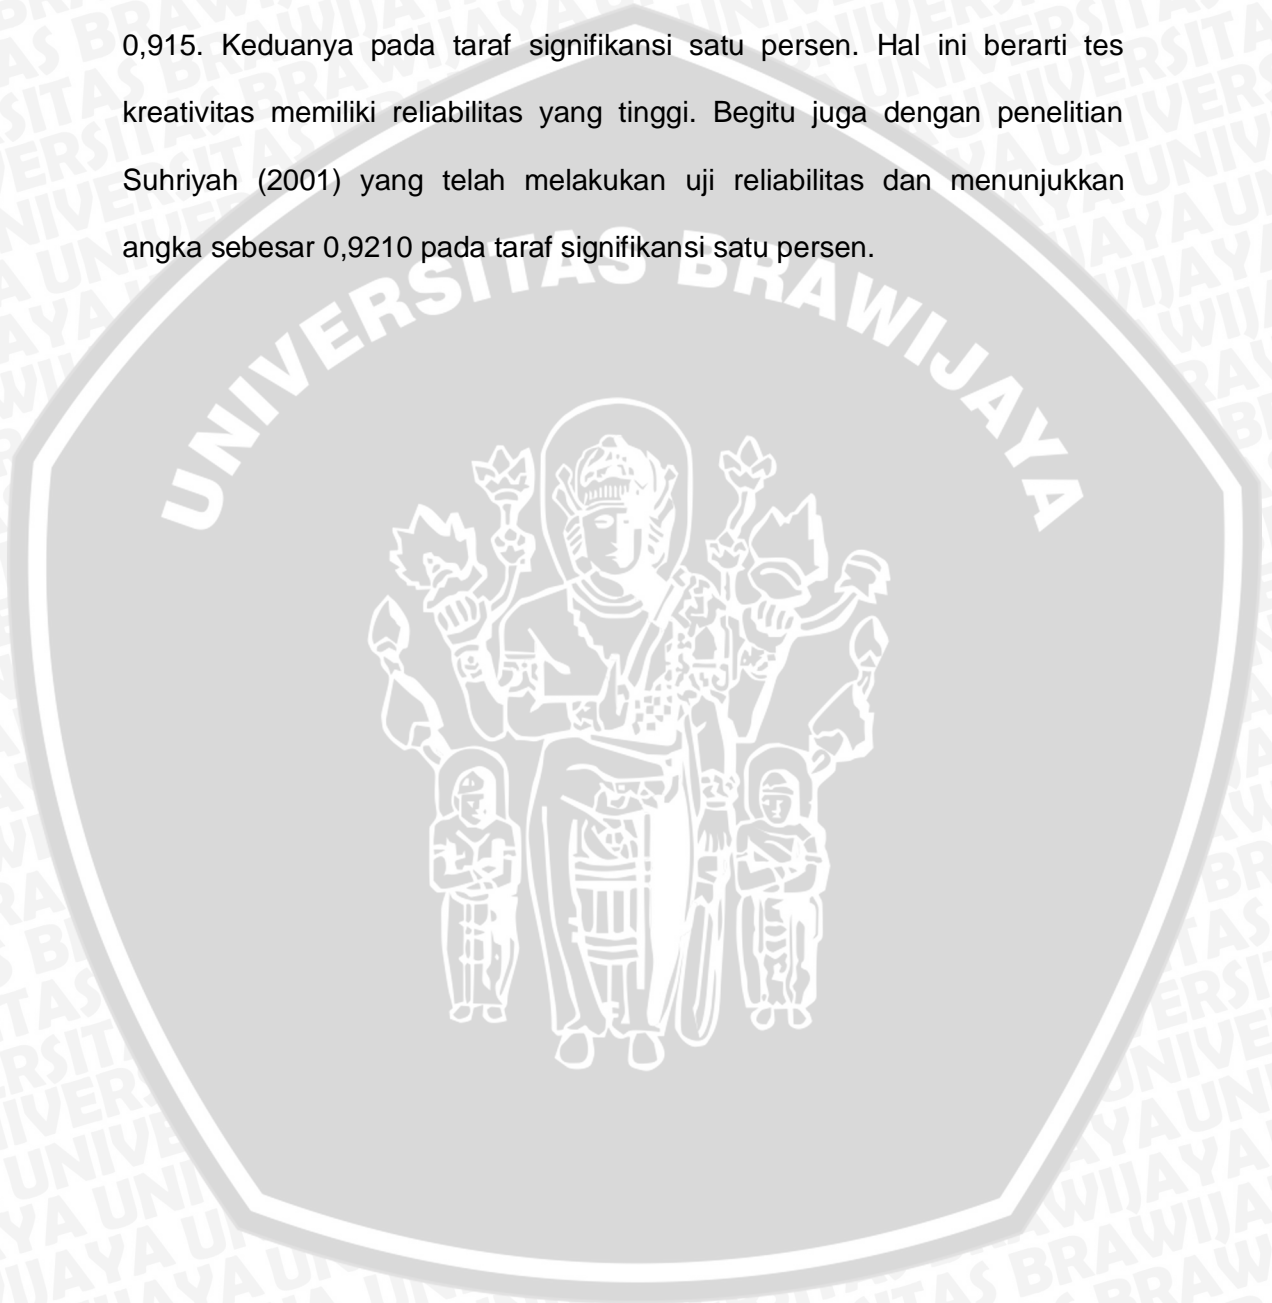 0,915. Keduanya pada taraf signifikansi satu persen. Hal ini berarti tes
kreativitas memiliki reliabilitas yang tinggi. Begitu juga dengan penelitian
Suhriyah (2001) yang telah melakukan uji reliabilitas dan menunjukkan
angka sebesar 0,9210 pada taraf signifikansi satu persen.
UNIVERSITAS BRAWIJAYA